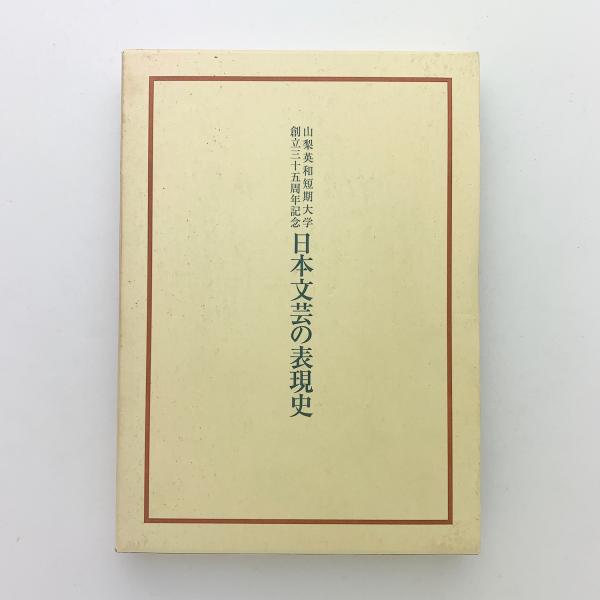 山梨英和短期大学
創立三十五周年記念
日本文芸の表現史